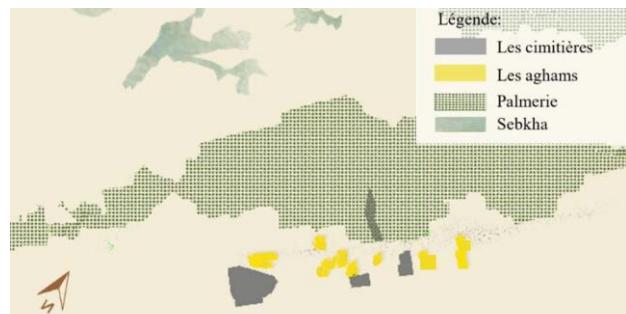 Légende:
Les cimitières
Les aghams
Palmerie
Sebkha
N